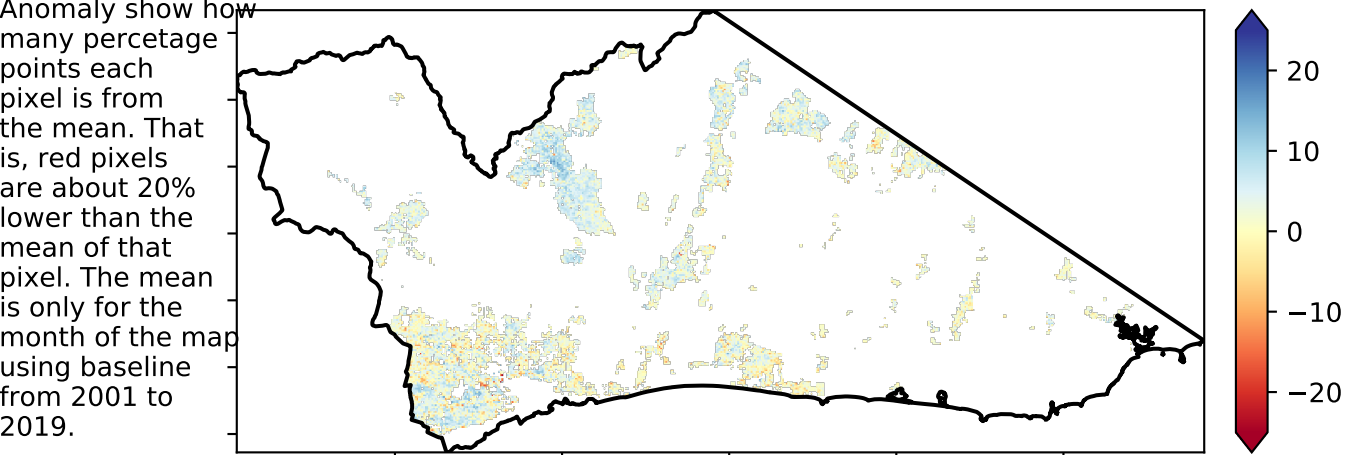 Anomaly show how
many percetage
points each
pixel is from
the mean. That
is, red pixels
are about 20%
lower than the
mean of that
pixel. The mean
is only for the
month of the map
using baseline
from 2001 to
2019.
20
10
0
−10
−20